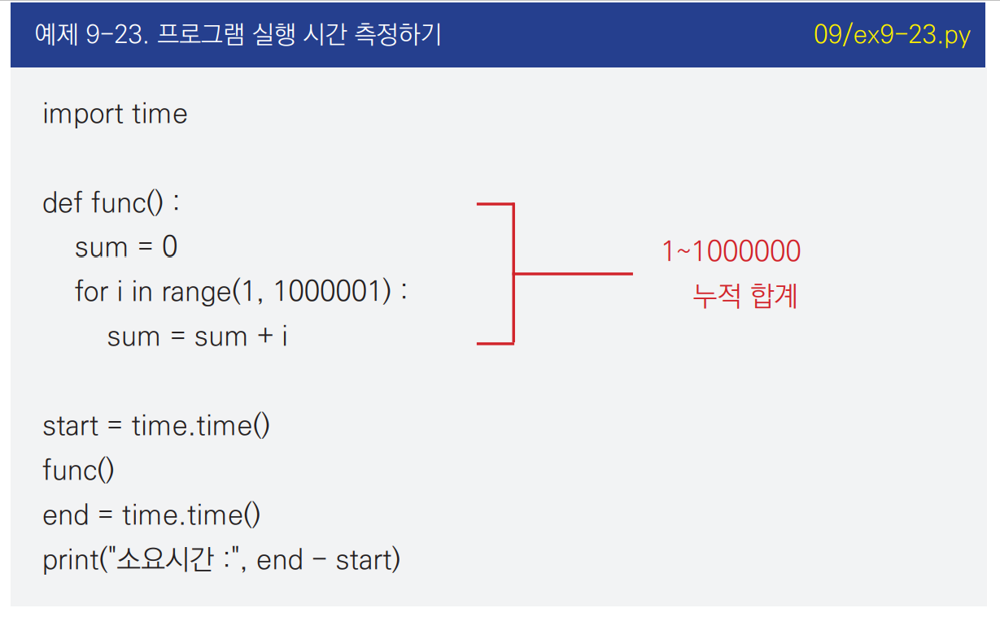 예제 9-23. 프로그램 실행 시간 측정하기
09/ex9-23.py
import time
def func() :
sum = 0
for i in range(1, 1000001) :
sum = sum + i
1~1000000
누적 합계
start = time.time()
func()
end = time.time()
print("소요시간 :", end - start)